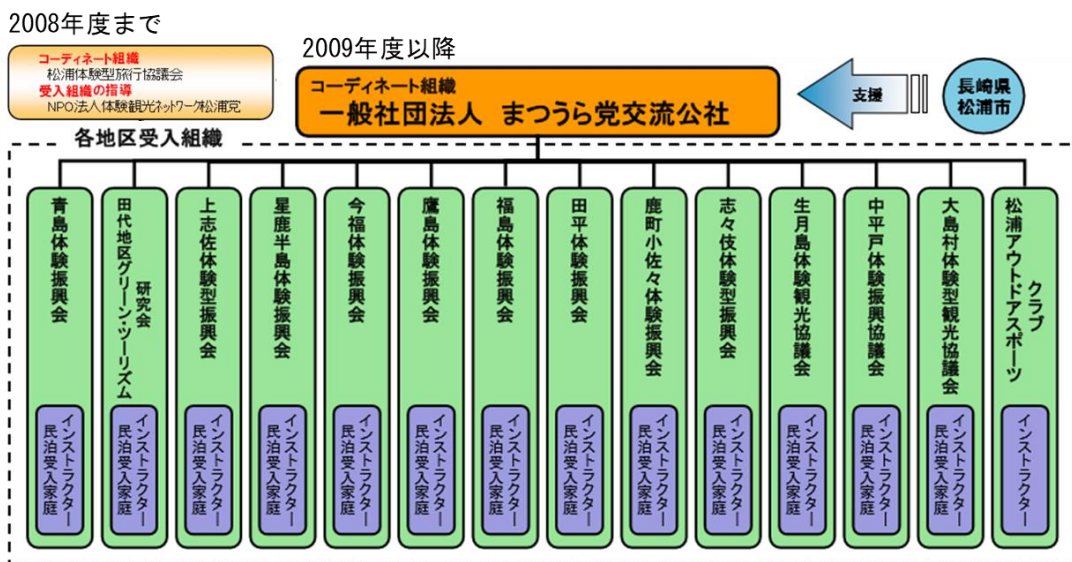 2008年度まで
コーディネート組織
松浦体験型旅行協議会
受入組織の指導
NPO法人体験観光ネットワーク松浦党
2009年度以降
コーディネート組織
一般社団法人 まつうら党交流公社
支援
長崎県
松浦市
各地区受入組織
青島体験振興会
インストラクター
民泊受入家庭
田代地区グリーン・ツーリズム
研究会
インストラクター
民泊受入家庭
上志佐体験型振興会
インストラクター
民泊受入家庭
星鹿半島体験振興会
インストラクター
民泊受入家庭
今福体験振興会
インストラクター
民泊受入家庭
鷹島体験振興会
インストラクター
民泊受入家庭
福島体験振興会
インストラクター
民泊受入家庭
田平体験振興会
インストラクター
民泊受入家庭
鹿町小佐々体験振興会
インストラクター
民泊受入家庭
志々伎体験型振興会
インストラクター
民泊受入家庭
生月島体験観光協議会
インストラクター
民泊受入家庭
中平戸体験振興協議会
インストラクター
民泊受入家庭
大島村体験型観光協議会
インストラクター
民泊受入家庭
松浦アウトドアスポーツ
クラブ
インストラクター